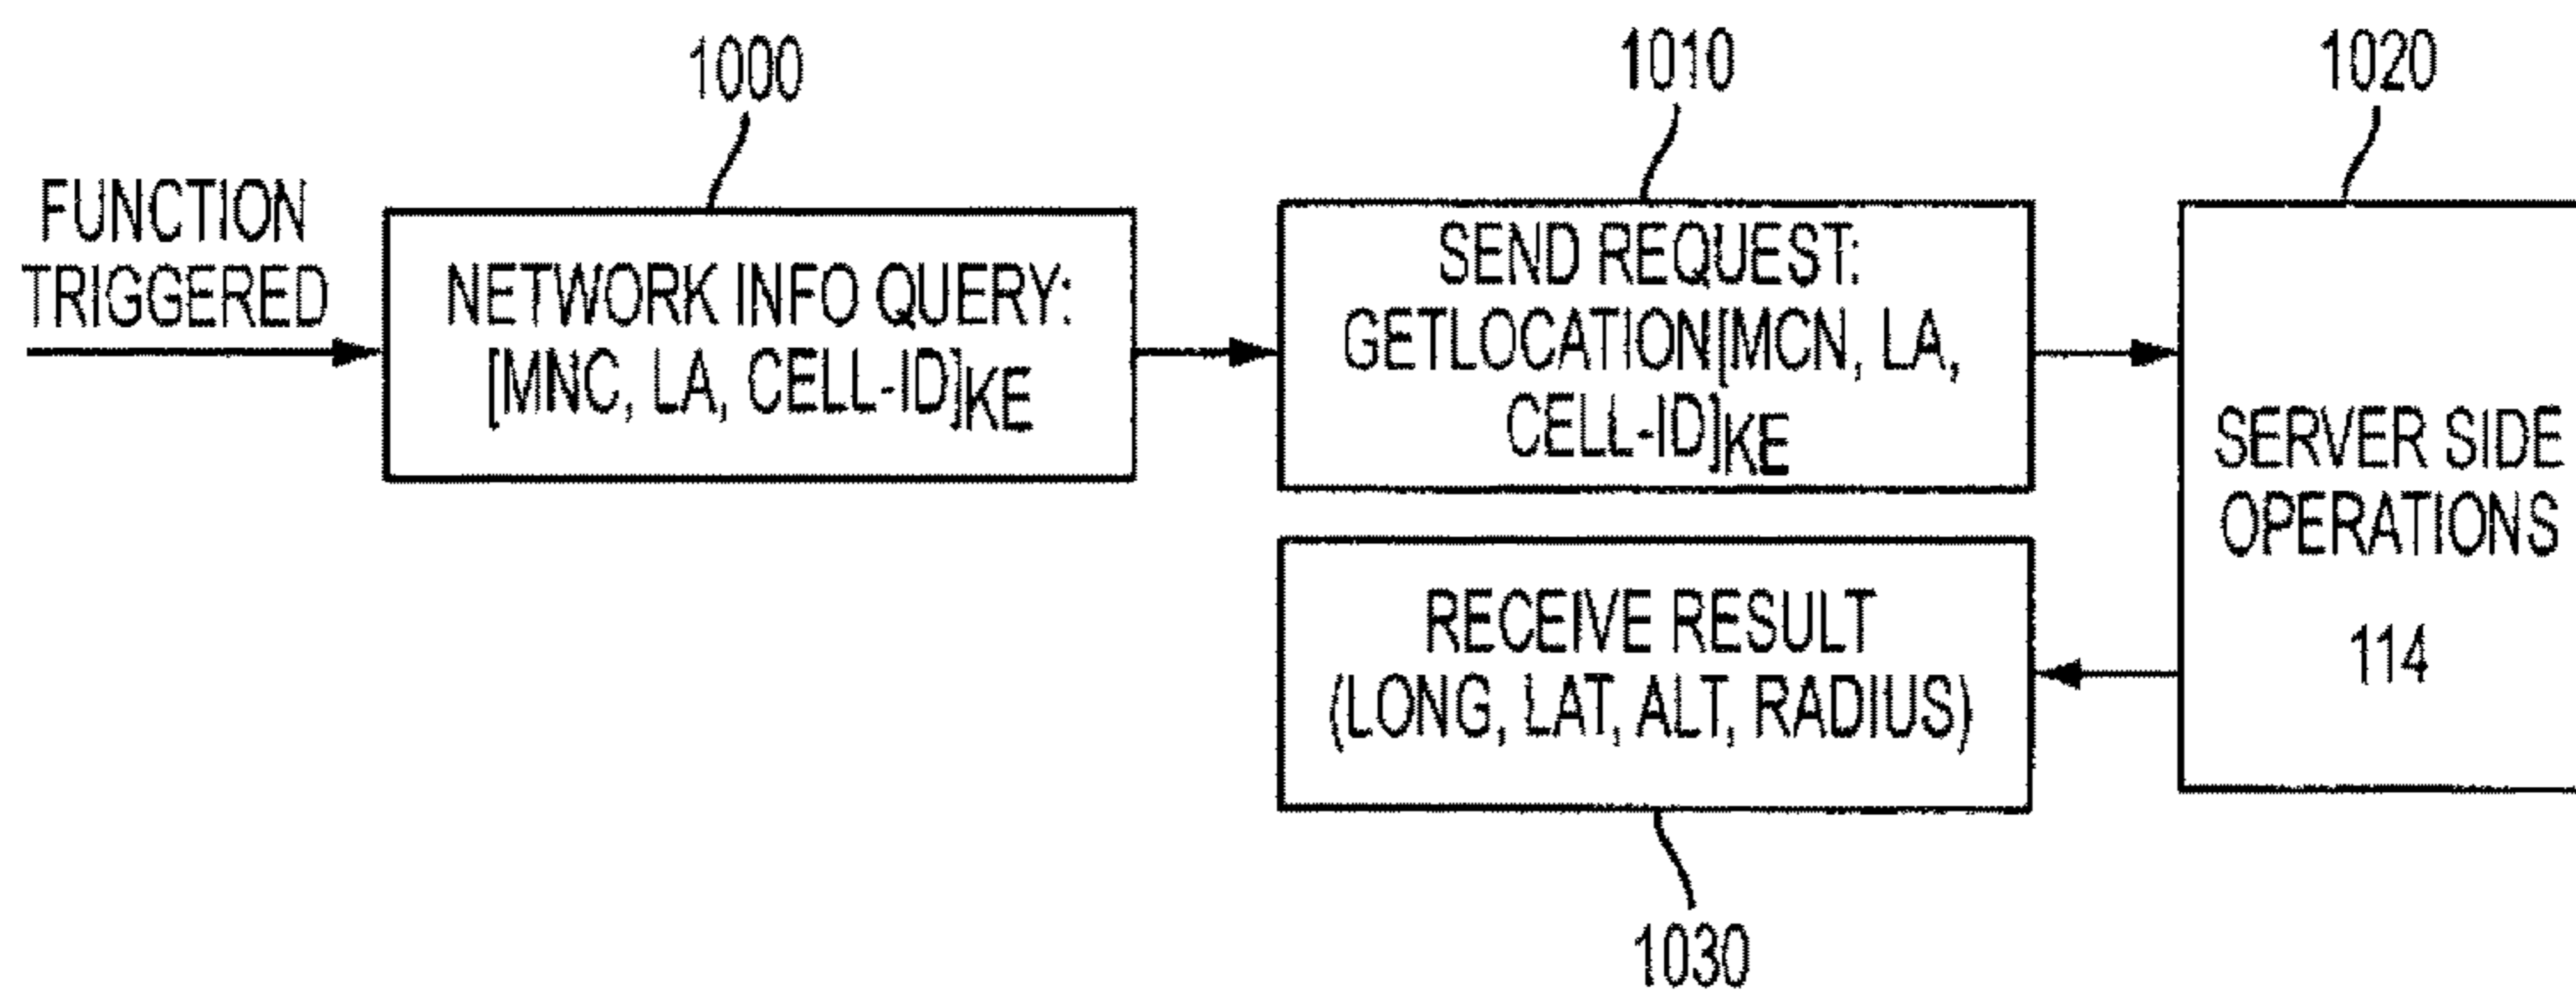 1000
1010
1020
FUNCTION
TRIGGERED
NETWORK INFO QUERY:
[MNC, LA, CELL-ID]KE
SEND REQUEST:
GETLOCATION[MCN, LA,
CELL-ID]KE
SERVER SIDE
OPERATIONS
114
RECEIVE RESULT
(LONG, LAT, ALT, RADIUS)
1030